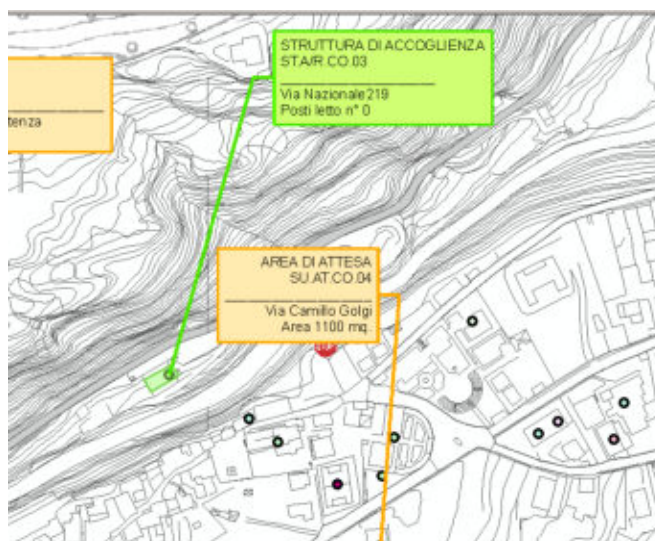 STRUTTURA DI ACCOGLIENZA
ST.A/R.CO.03
Via Nazionale 219
Posti letto n° 0
tenza
AREA DI ATTESA
SU.AT.CO.04
Via Camillo Golgi
Area 1100 mq.